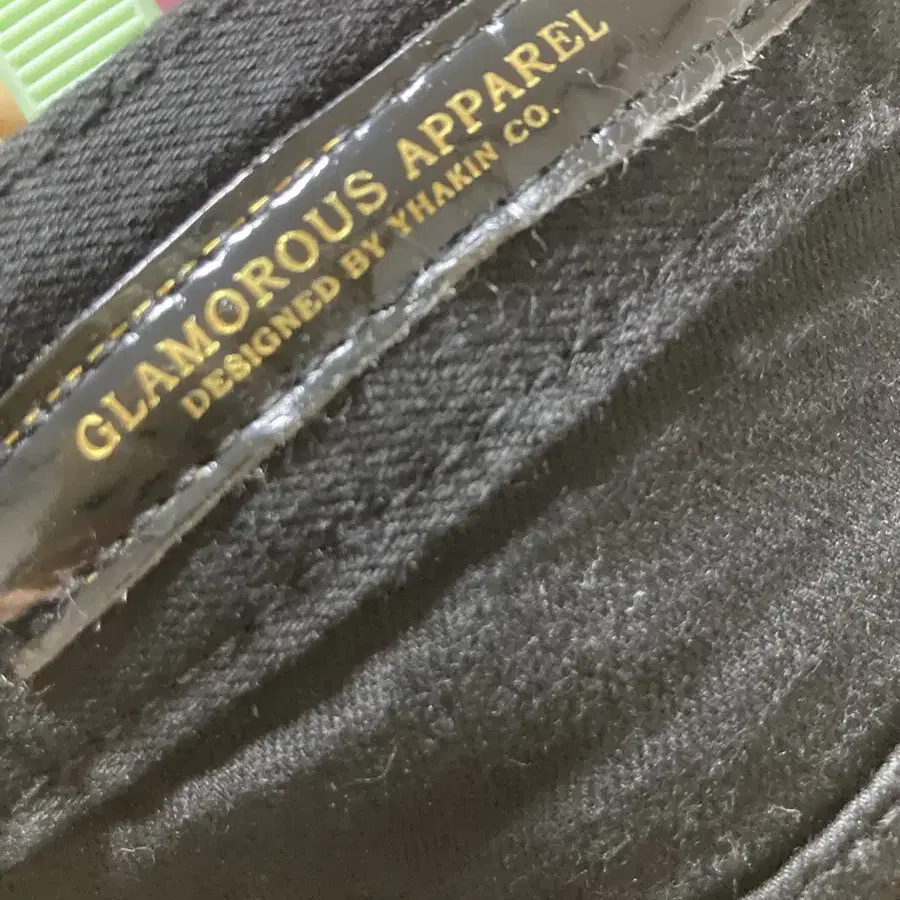 GLAMOROUS APPAREL
DESIGNED BY YHAKIN CO.